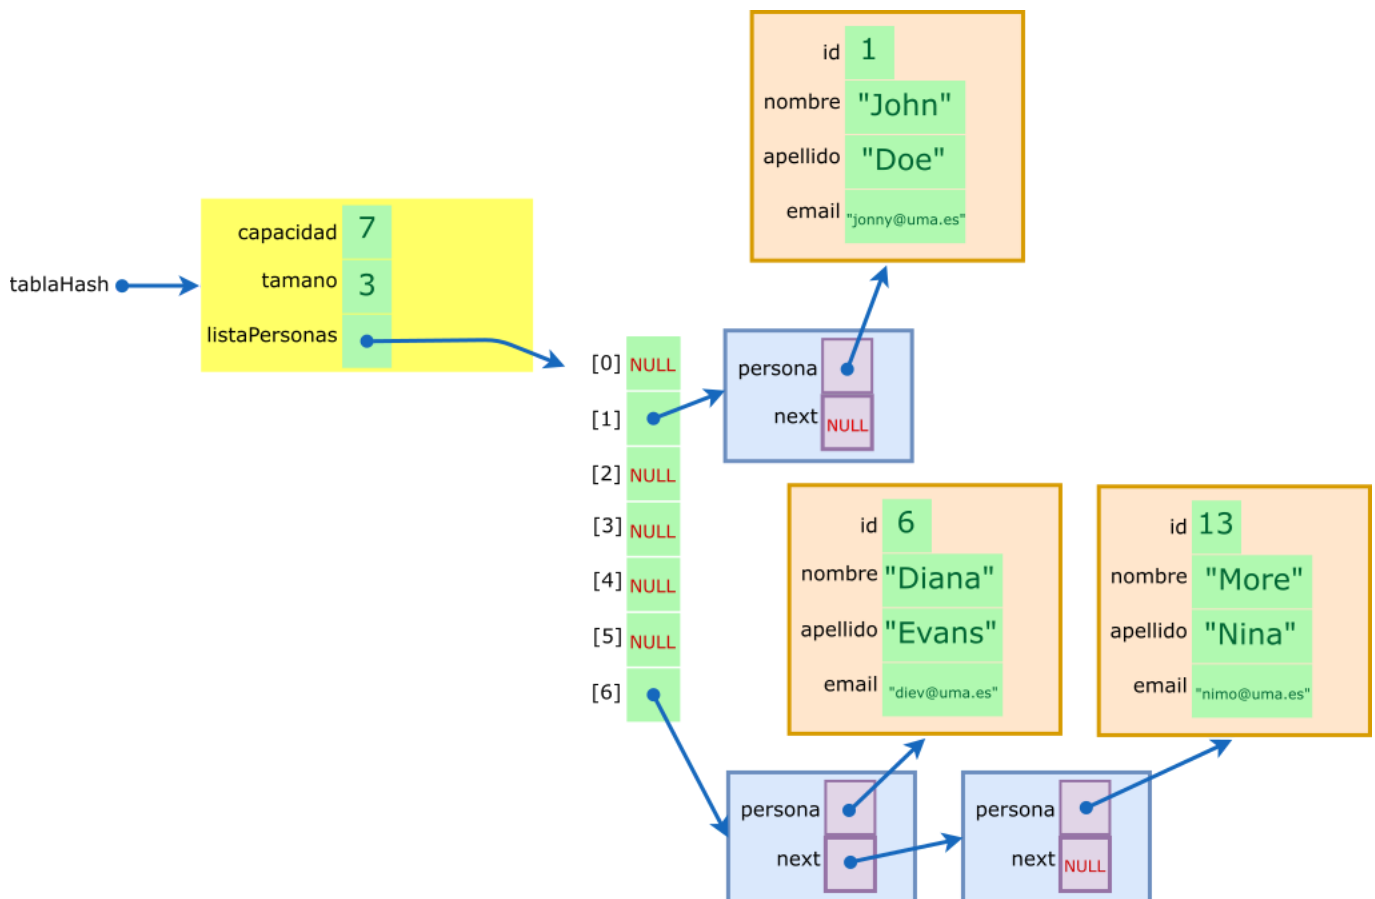 id 1
nombre "John"
apellido "Doe"
email "jonny@uma.es"
tablaHash
capacidad 7
tamano 3
listaPersonas
[0] NULL
[1]
[2] NULL
[3] NULL
[4] NULL
[5] NULL
[6]
persona
next NULL
id 6
nombre "Diana"
apellido "Evans"
email "diev@uma.es"
id 13
nombre "More"
apellido "Nina"
email "nimo@uma.es"
persona
next
persona
next NULL